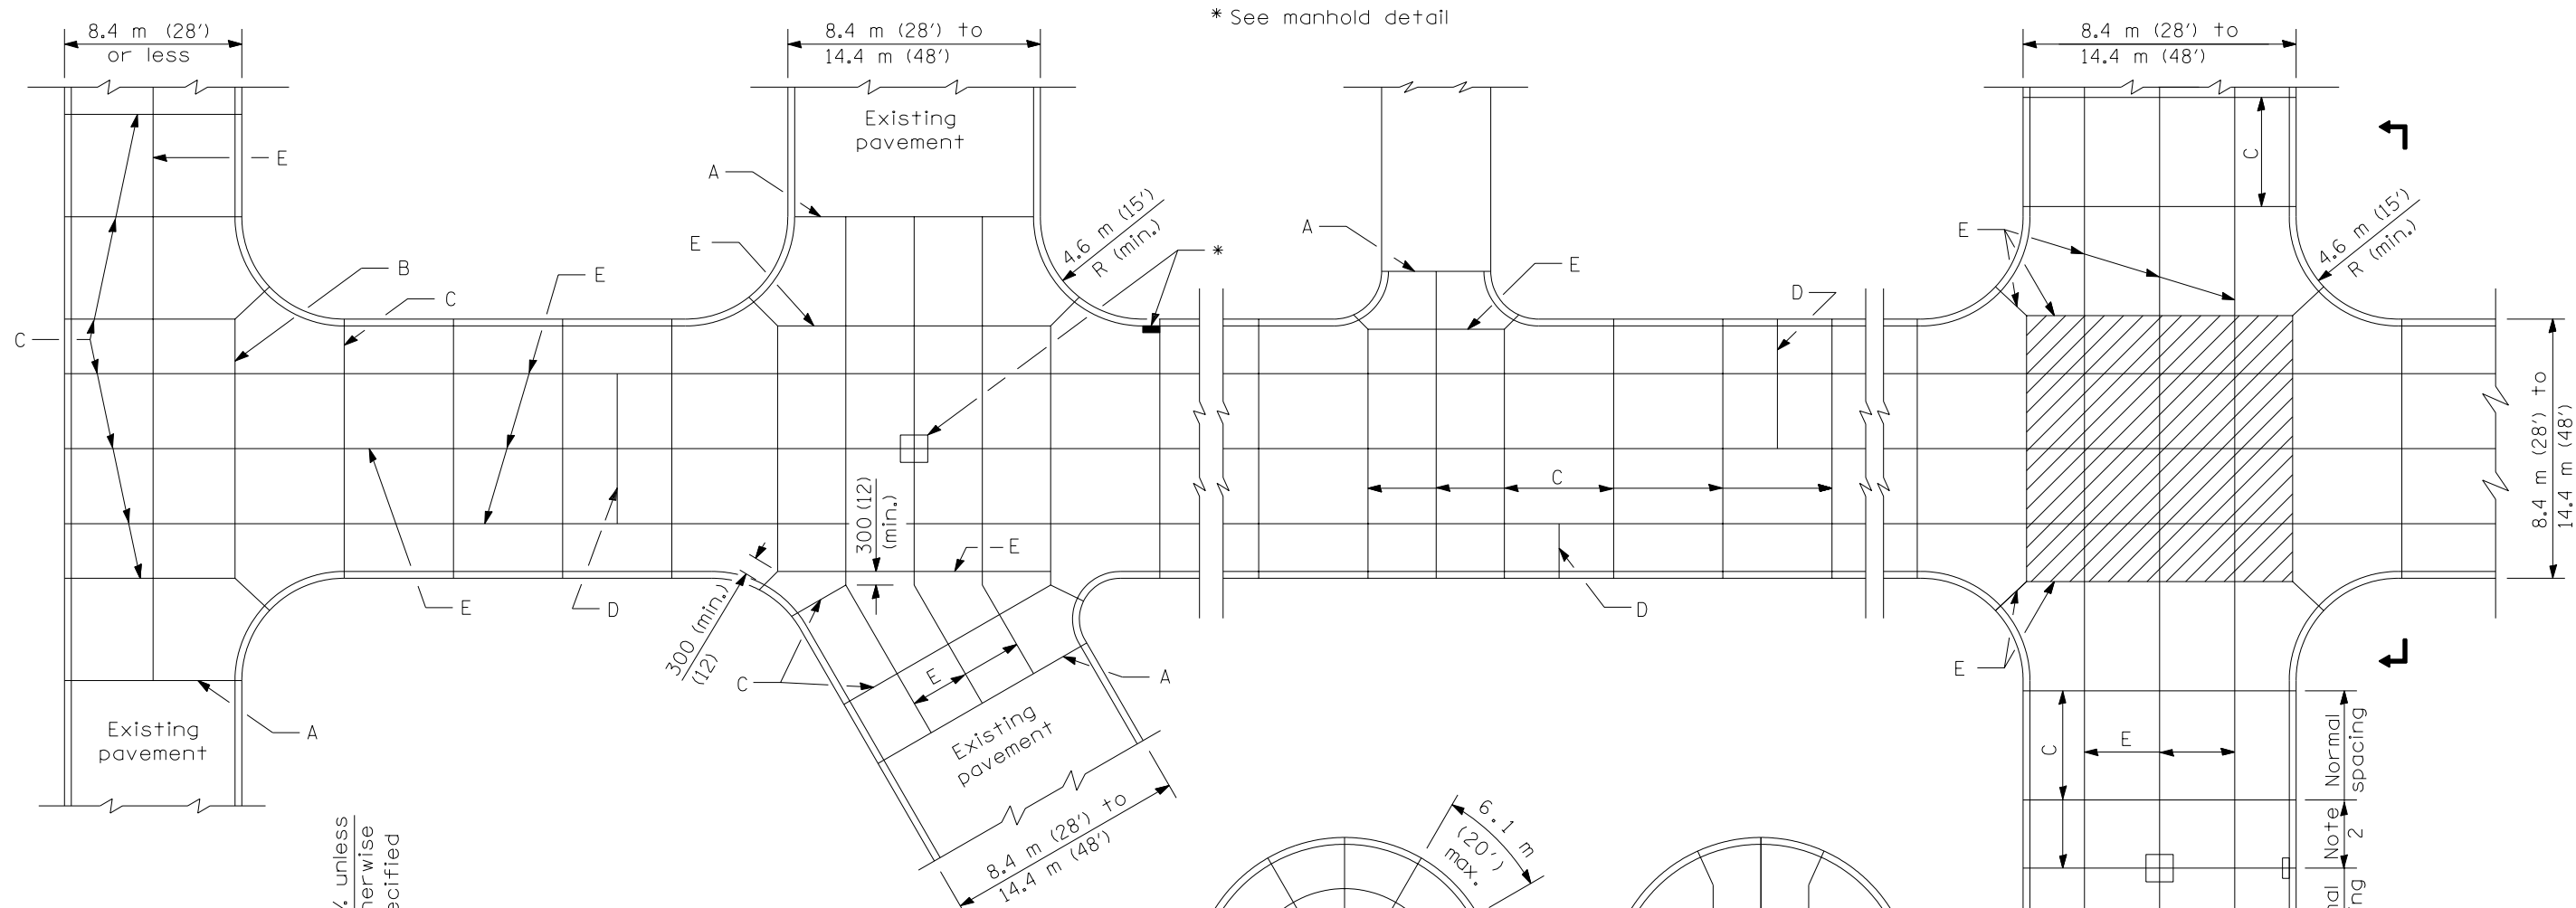 * See manhold detail
8.4 m (28') or less
8.4 m (28') to
14.4 m (48')
8.4 m (28') to
14.4 m (48')
Existing
pavement
E
A
E
4.6 m (15')
R (min.)
*
B
C
E
C
A
E
D
C
E
4.6 m (15')
R (min.)
8.4 m (28') to
14.4 m (48')
C
300 (12)
(min.)
E
E
D
300 (min.)
(12)
C
E
A
D
E
Existing
pavement
A
Existing
pavement
8.4 m (28') to
14.4 m (48')
6.1 m
(20')
max.
C
E
Normal
spacing
Note
2
unless